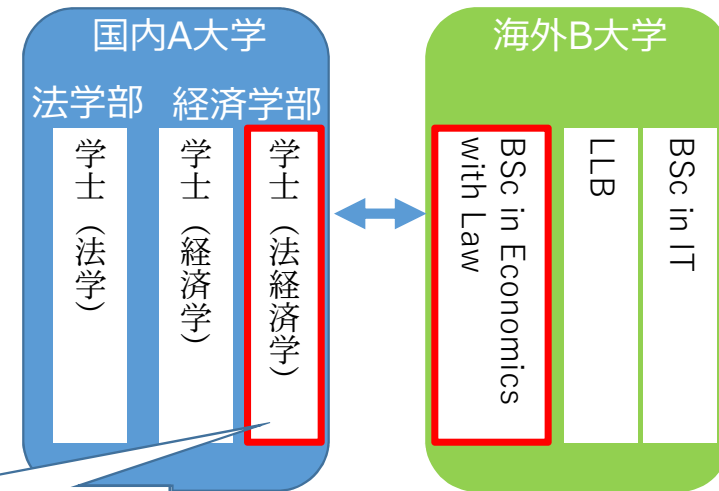 国内A大学
法学部 経済学部
学士（法学）
学士（経済学）
学士（法経済学）
海外B大学
BSc in Economics
with Law
LLB
BSc in IT